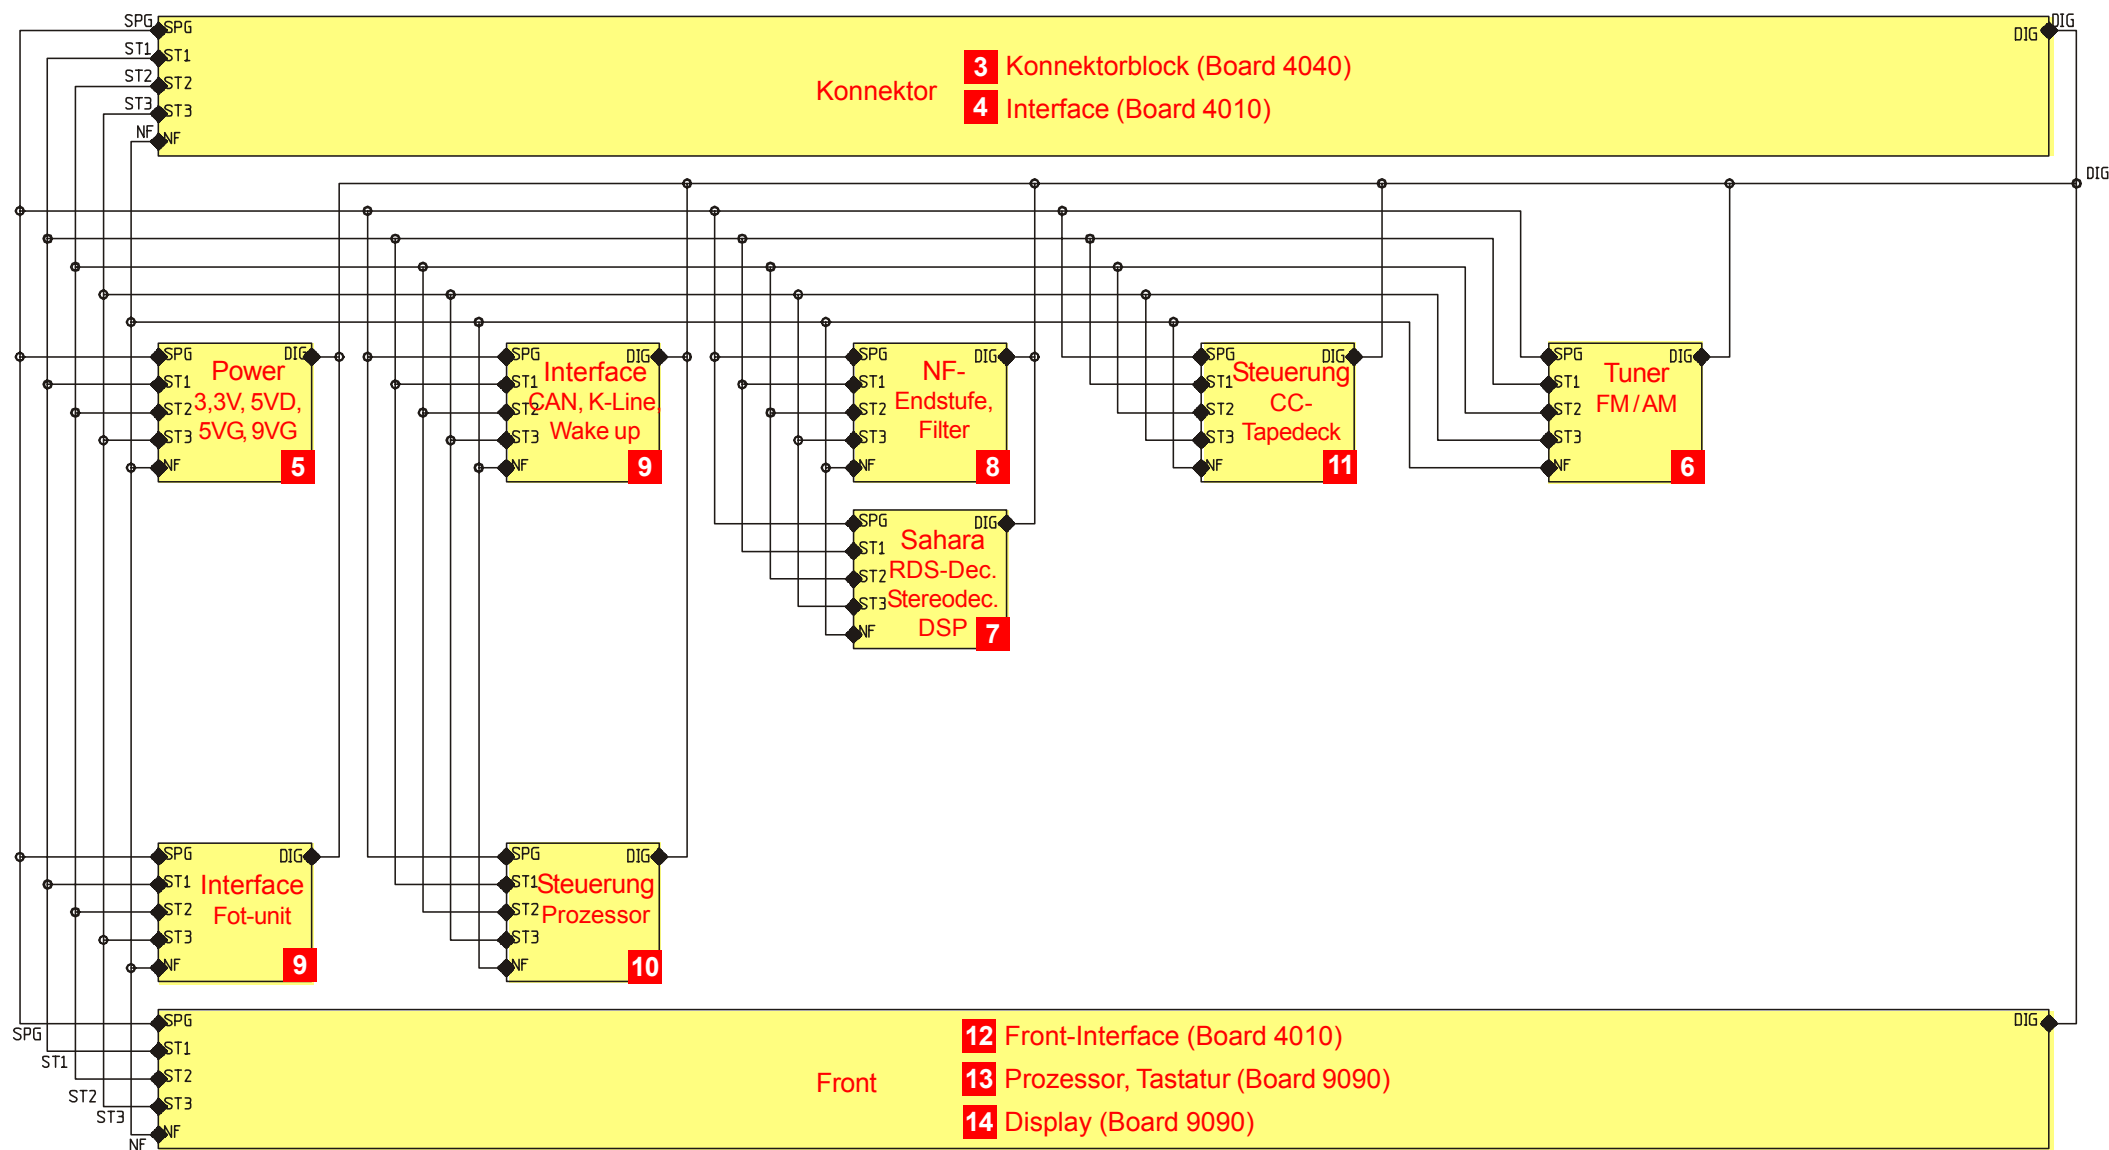 SPG
SPG
ST1
ST1
ST2
ST2
ST3
ST3
NF
NF
Konnektor
3 Konnektorblock (Board 4040)
4 Interface (Board 4010)
DIG
DIG
DIG
SPG DIG
ST1
ST2
ST3
NF
Power
3,3V, 5VD,
5VG, 9VG
5
SPG DIG
ST1
ST2
ST3
NF
Interface
CAN, K-Line,
Wake up
9
SPG DIG
ST1
ST2
ST3
NF
NF-
Endstufe,
Filter
8
SPG DIG
ST1
ST2
ST3
NF
Steuerung
CC-
Tapedeck
11
SPG DIG
ST1
ST2
ST3
NF
Tuner
FM/AM
6
SPG DIG
ST1
ST2
ST3
NF
Sahara
RDS-Dec.
Stereodec.
DSP
7
SPG DIG
ST1
ST2
ST3
NF
Interface
Fot-unit
9
SPG DIG
ST1
ST2
ST3
NF
Steuerung
Prozessor
10
SPG
SPG
ST1
ST1
ST2
ST2
ST3
ST3
NF
NF
Front
12 Front-Interface (Board 4010)
13 Prozessor, Tastatur (Board 9090)
14 Display (Board 9090)
DIG